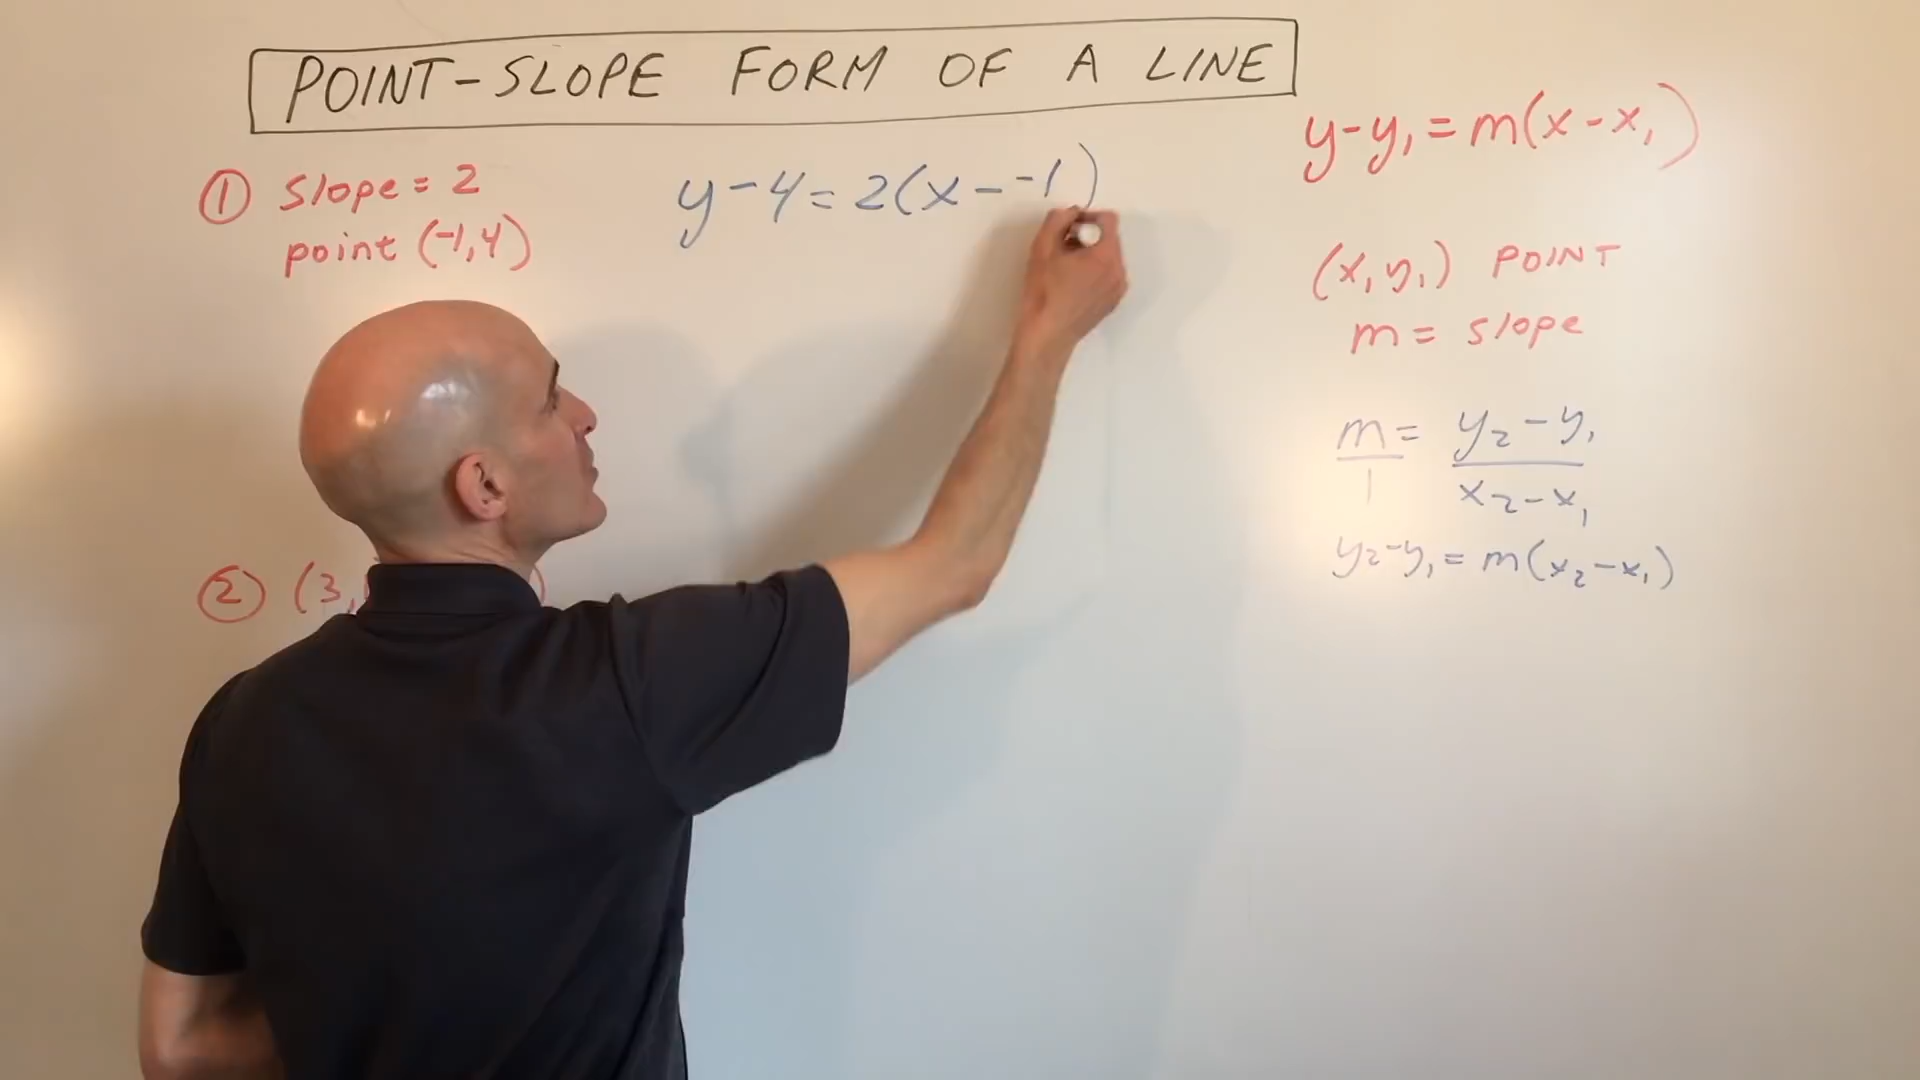 POINT-SLOPE FORM OF A LINE
y-y₁=m(x-x₁)
① Slope = 2
point (-1,4)
y-4=2(x--1)
(x₁ y₁) POINT
m = slope
m/1 = (y₂-y₁)/(x₂-x₁)
y₂-y₁=m(x₂-x₁)
② (3,
)